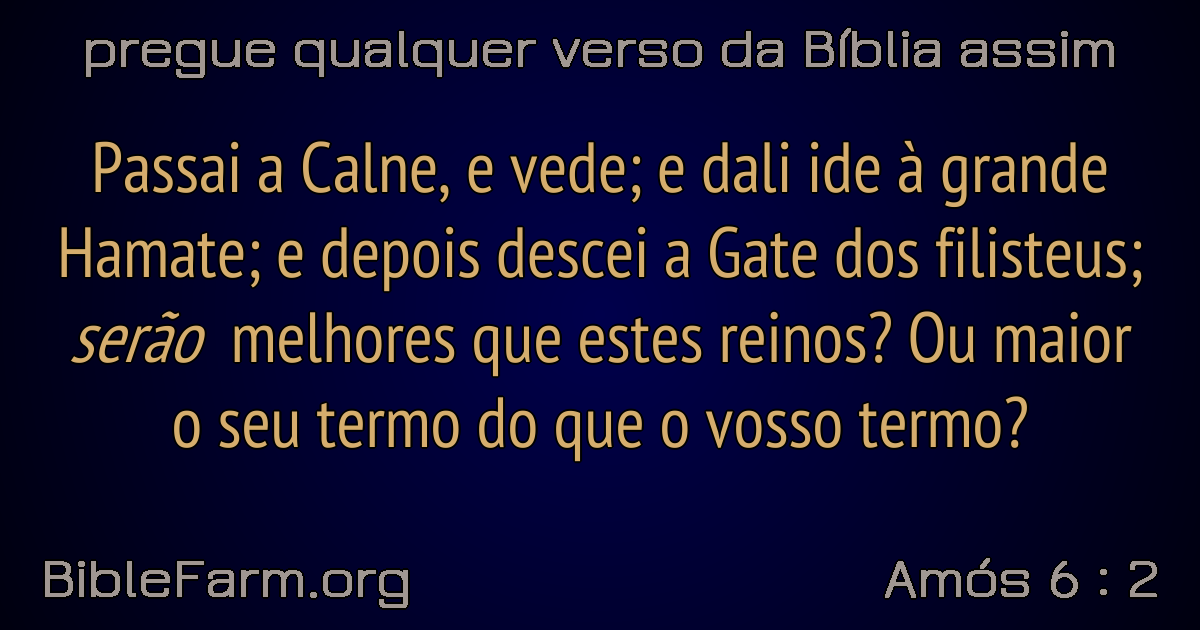 pregue qualquer verso da Bíblia assim
Passai a Calne, e vede; e dali ide à grande
Hamate; e depois descei a Gate dos filisteus;
serão melhores que estes reinos? Ou maior
o seu termo do que o vosso termo?
BibleFarm.org
Amós 6 : 2